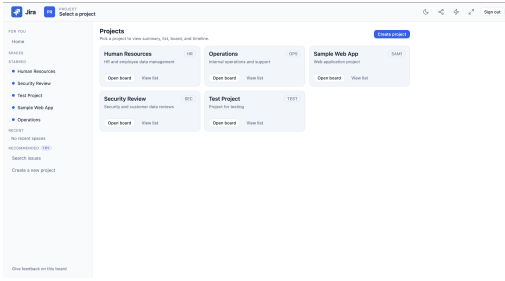 Jira
PR
PROJECT
Select a project
Sign out
FOR YOU
Home
SPACES
STARRED
Human Resources
Security Review
Test Project
Sample Web App
Operations
RECENT
No recent spaces
RECOMMENDED
Search issues
Create a new project
Give feedback on this board
Projects
Pick a project to view summary, list, board, and timeline.
Create project
Human Resources HR
HR and employee data management
Open board View list
Operations OPS
Internal operations and support
Open board View list
Sample Web App
Web application project
Open board View list
Security Review SEC
Security and customer data reviews
Open board View list
Test Project TEST
Project for testing
Open board View list